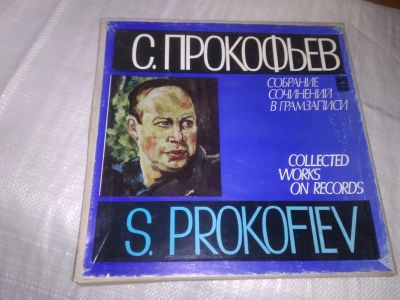 С. ПРОКОФЬЕВ
СОБРАНИЕ
СОЧИНЕНИЙ
В ГРАМЗАПИСИ
COLLECTED
WORKS
ON RECORDS
S. PROKOFIEV